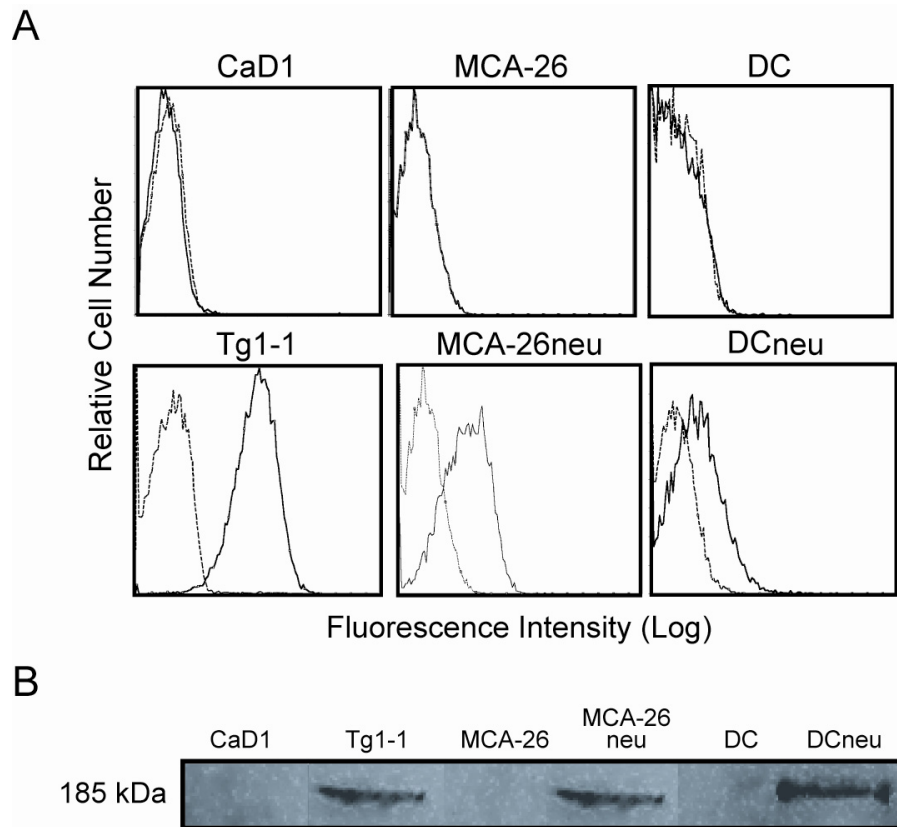 A
CaD1
MCA-26
DC
Relative Cell Number
Tg1-1
MCA-26neu
DCneu
Fluorescence Intensity (Log)
B
CaD1
Tg1-1
MCA-26
MCA-26
neu
DC
DCneu
185 kDa